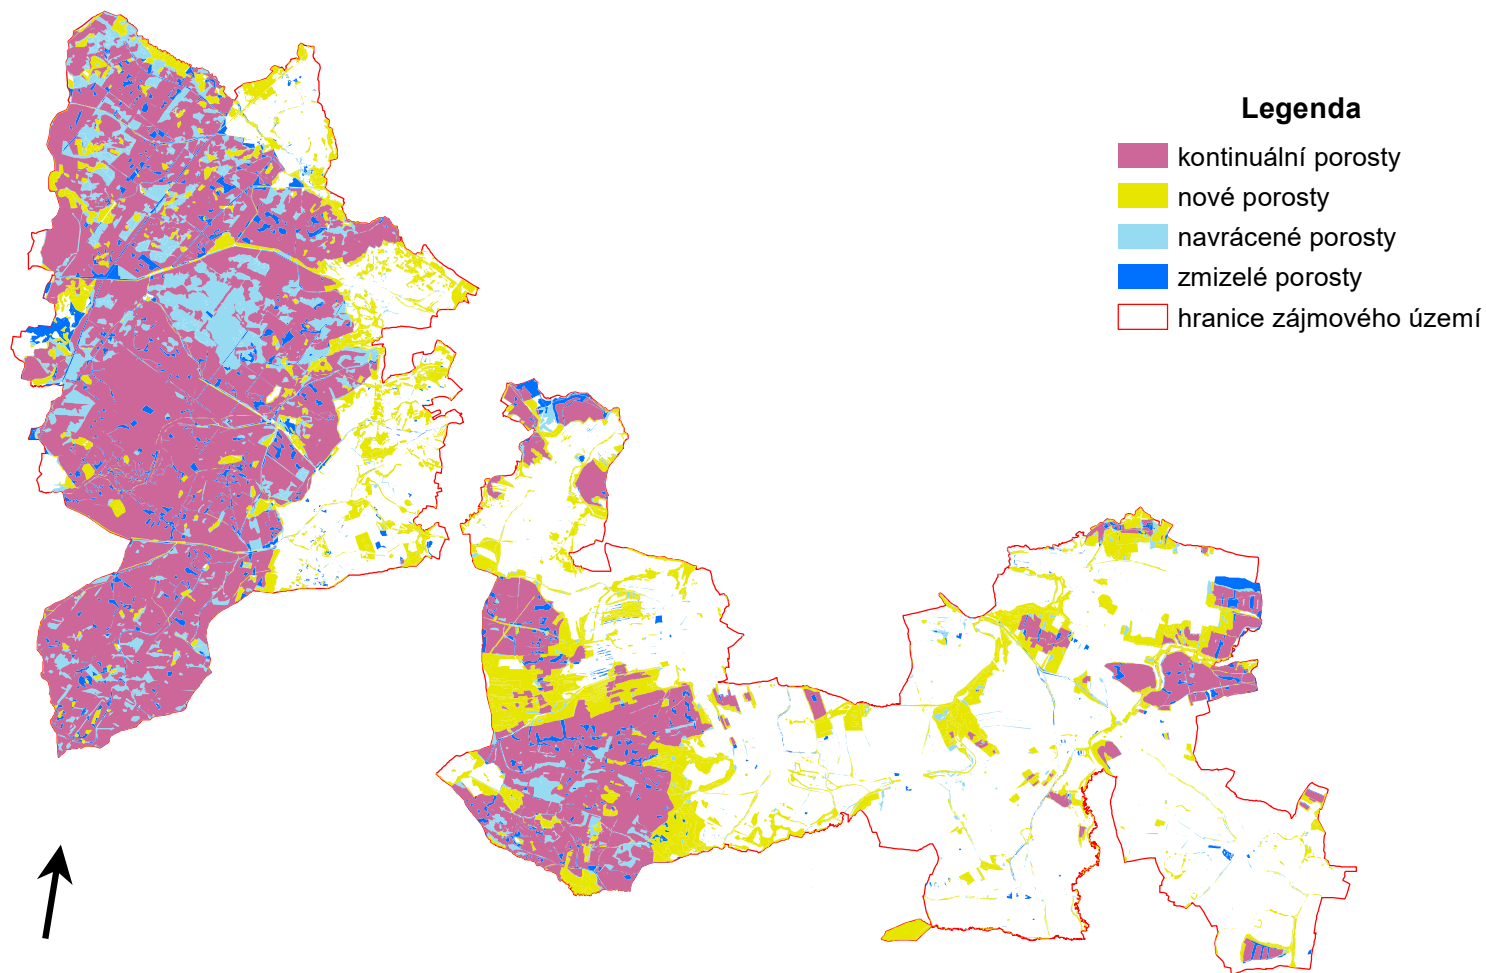 Legenda
kontinuální porosty
nové porosty
navrácené porosty
zmizelé porosty
hranice zájmového území